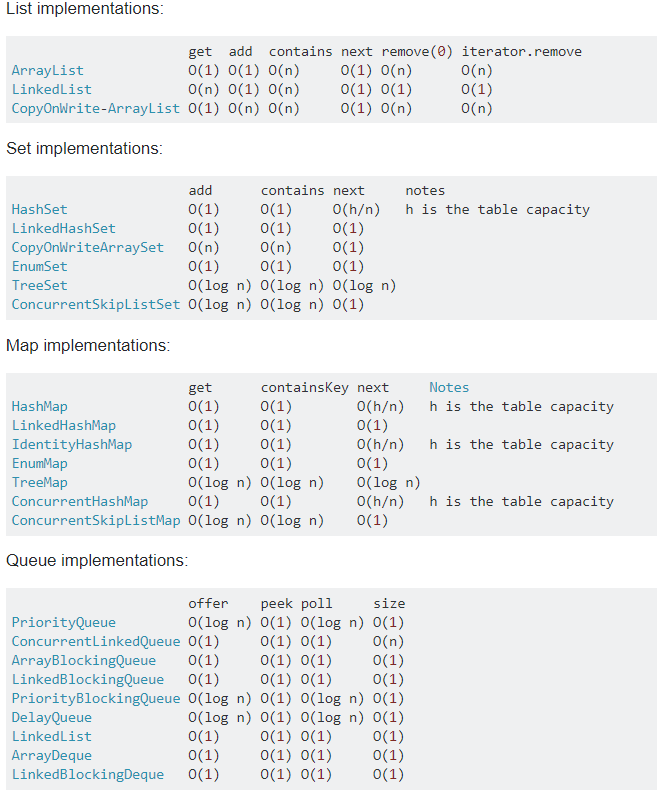 List implementations:
get add contains next remove(0) iterator.remove
ArrayList O(1) O(1) O(n) O(1) O(n) O(n)
LinkedList O(n) O(1) O(n) O(1) O(1) O(1)
CopyOnWrite-ArrayList O(1) O(n) O(n) O(1) O(n) O(n)
Set implementations:
add contains next notes
HashSet O(1) O(1) O(h/n) h is the table capacity
LinkedHashSet O(1) O(1) O(1)
CopyOnWriteArraySet O(n) O(n) O(1)
EnumSet O(1) O(1) O(1)
TreeSet O(log n) O(log n) O(log n)
ConcurrentSkipListSet O(log n) O(log n) O(1)
Map implementations:
get containsKey next Notes
HashMap O(1) O(1) O(h/n) h is the table capacity
LinkedHashMap O(1) O(1) O(1)
IdentityHashMap O(1) O(1) O(h/n) h is the table capacity
EnumMap O(1) O(1) O(1)
TreeMap O(log n) O(log n) O(log n)
ConcurrentHashMap O(1) O(1) O(h/n) h is the table capacity
ConcurrentSkipListMap O(log n) O(log n) O(1)
Queue implementations:
offer peek poll size
PriorityQueue O(log n) O(1) O(log n) O(1)
ConcurrentLinkedQueue O(1) O(1) O(1) O(n)
ArrayBlockingQueue O(1) O(1) O(1) O(1)
LinkedBlockingQueue O(1) O(1) O(1) O(1)
PriorityBlockingQueue O(log n) O(1) O(log n) O(1)
DelayQueue O(log n) O(1) O(log n) O(1)
LinkedList O(1) O(1) O(1) O(1)
ArrayDeque O(1) O(1) O(1) O(1)
LinkedBlockingDeque O(1) O(1) O(1) O(1)